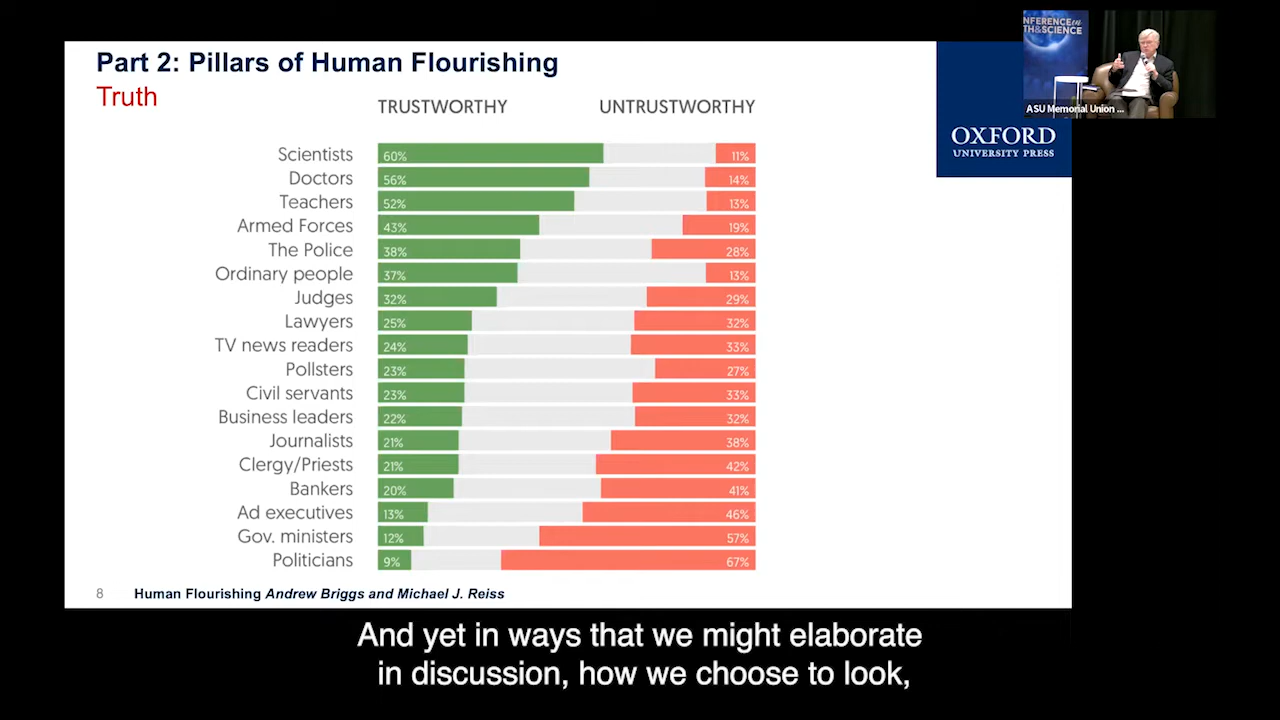 Part 2: Pillars of Human Flourishing
Truth
TRUSTWORTHY UNTRUSTWORTHY
Scientists 60% 11%
Doctors 56% 14%
Teachers 52% 13%
Armed Forces 43% 19%
The Police 38% 28%
Ordinary people 37% 13%
Judges 32% 29%
Lawyers 25% 32%
TV news readers 24% 33%
Pollsters 23% 27%
Civil servants 23% 33%
Business leaders 22% 32%
Journalists 21% 38%
Clergy/Priests 21% 42%
Bankers 20% 41%
Ad executives 13% 46%
Gov. ministers 12% 57%
Politicians 9% 67%
8 Human Flourishing Andrew Briggs and Michael J. Reiss
OXFORD
UNIVERSITY PRESS
NFERENCE in
TH&SCIENCE
ASU Memorial Union ...
And yet in ways that we might elaborate
in discussion, how we choose to look,